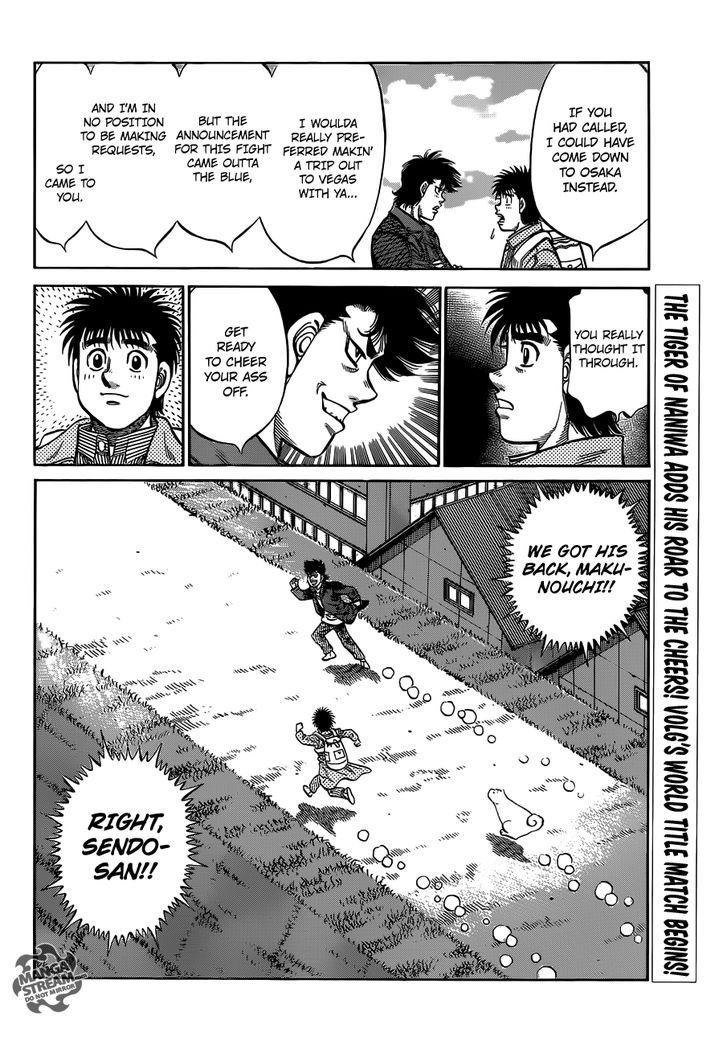 IF YOU
HAD CALLED,
I COULD HAVE
COME DOWN
TO OSAKA
INSTEAD.
I WOULDA
REALLY PRE-
FERRED MAKIN'
A TRIP OUT
TO VEGAS
WITH YA...
BUT THE
ANNOUNCEMENT
FOR THIS FIGHT
CAME OUTTA
THE BLUE,
AND I'M IN
NO POSITION
TO BE MAKING
REQUESTS,
SO I
CAME TO
YOU.
YOU REALLY
THOUGHT IT
THROUGH.
GET
READY
TO CHEER
YOUR ASS
OFF.
WE GOT HIS
BACK, MAKU-
NOUCHI!!
RIGHT,
SENDO-
SAN!!
THE TIGER OF NANIWA ADDS HIS ROAR TO THE CHEERS! VOLG'S WORLD TITLE MATCH BEGINS!
MANGA
STREAM
DO NOT MIRROR